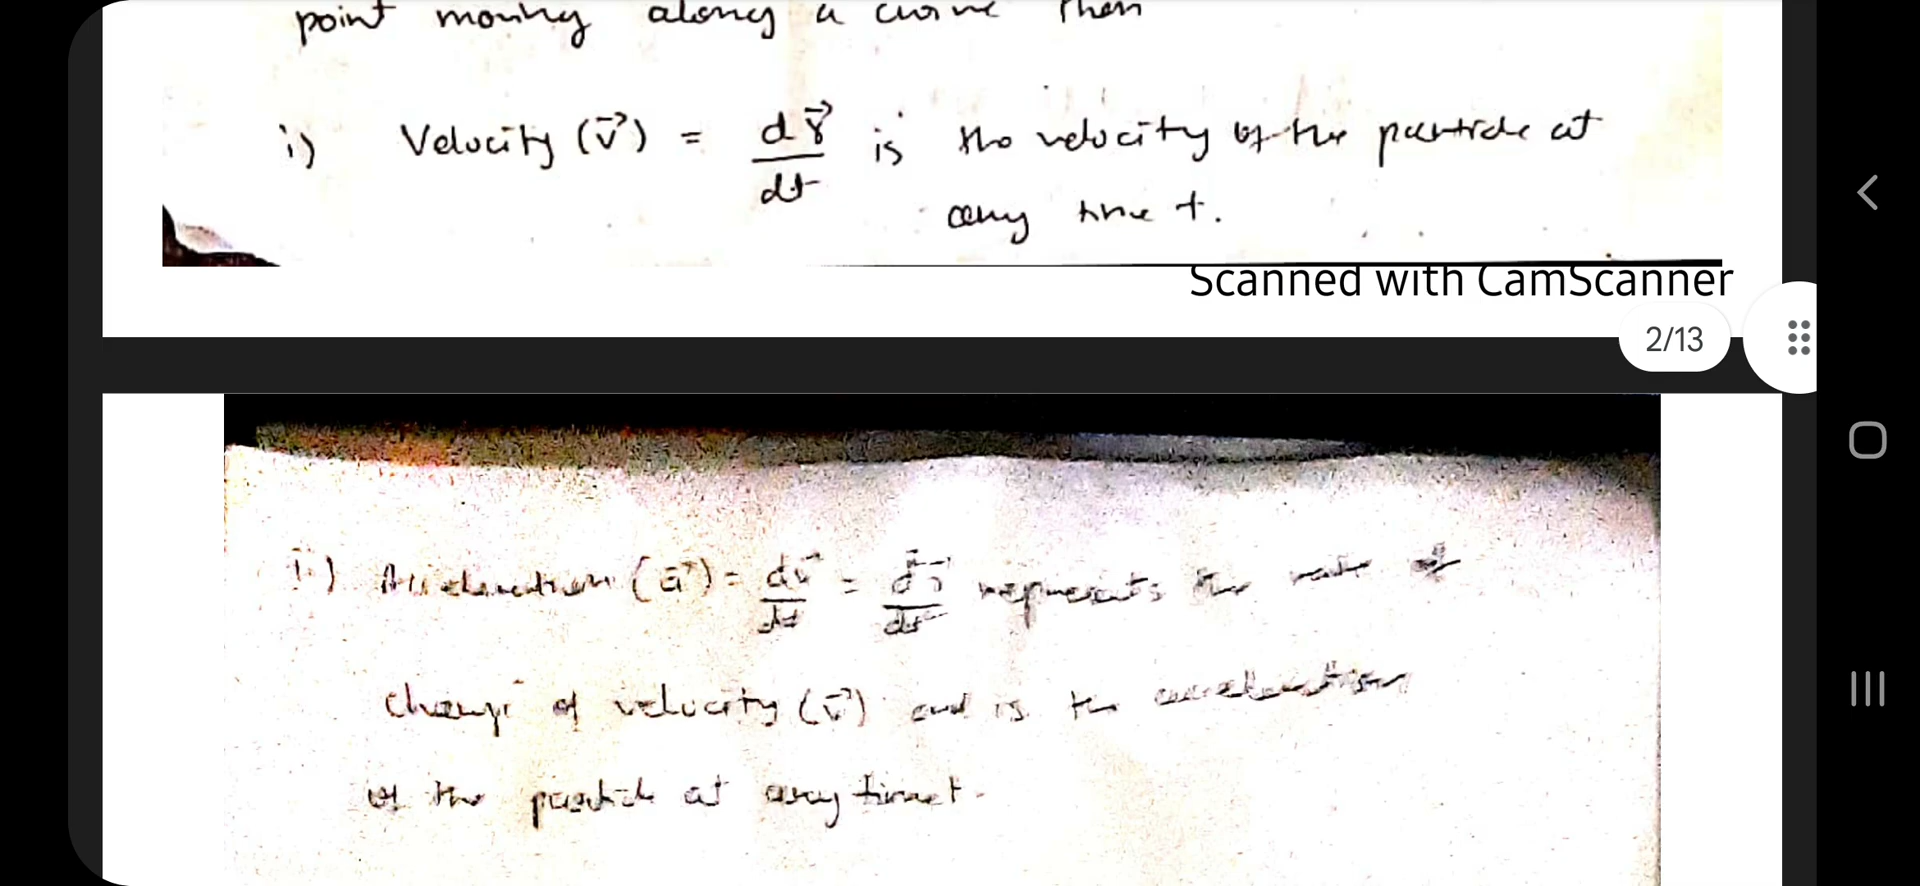 point moving along a curve then
i) Velocity (v⃗) = dr⃗/dt is the velocity of the particle at
any time t.
Scanned with CamScanner
2/13
ii) Acceleration (a⃗) = dv⃗/dt = d²r⃗/dt² represents the rate of
change of velocity (v⃗) and is the acceleration
of the particle at any time t.